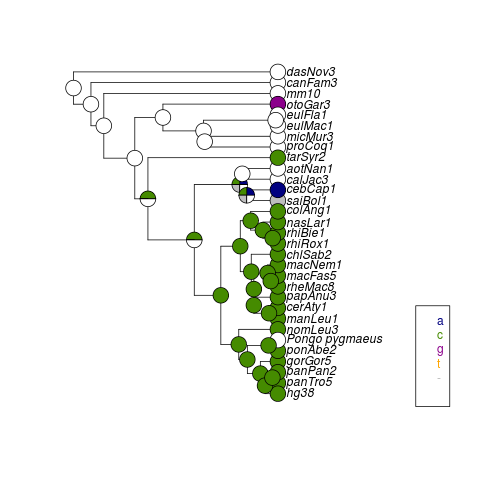 dasNov3
canFam3
mm10
otoGar3
eulFla1
eulMac1
micMur3
proCoq1
tarSyr2
aotNan1
calJac3
cebCap1
saiBol1
colAng1
nasLar1
rhiBie1
rhiRox1
chlSab2
macNem1
macFas5
rheMac8
papAnu3
cerAty1
manLeu1
nomLeu3
Pongo pygmaeus
ponAbe2
gorGor5
panPan2
panTro5
hg38
a
c
g
t
-